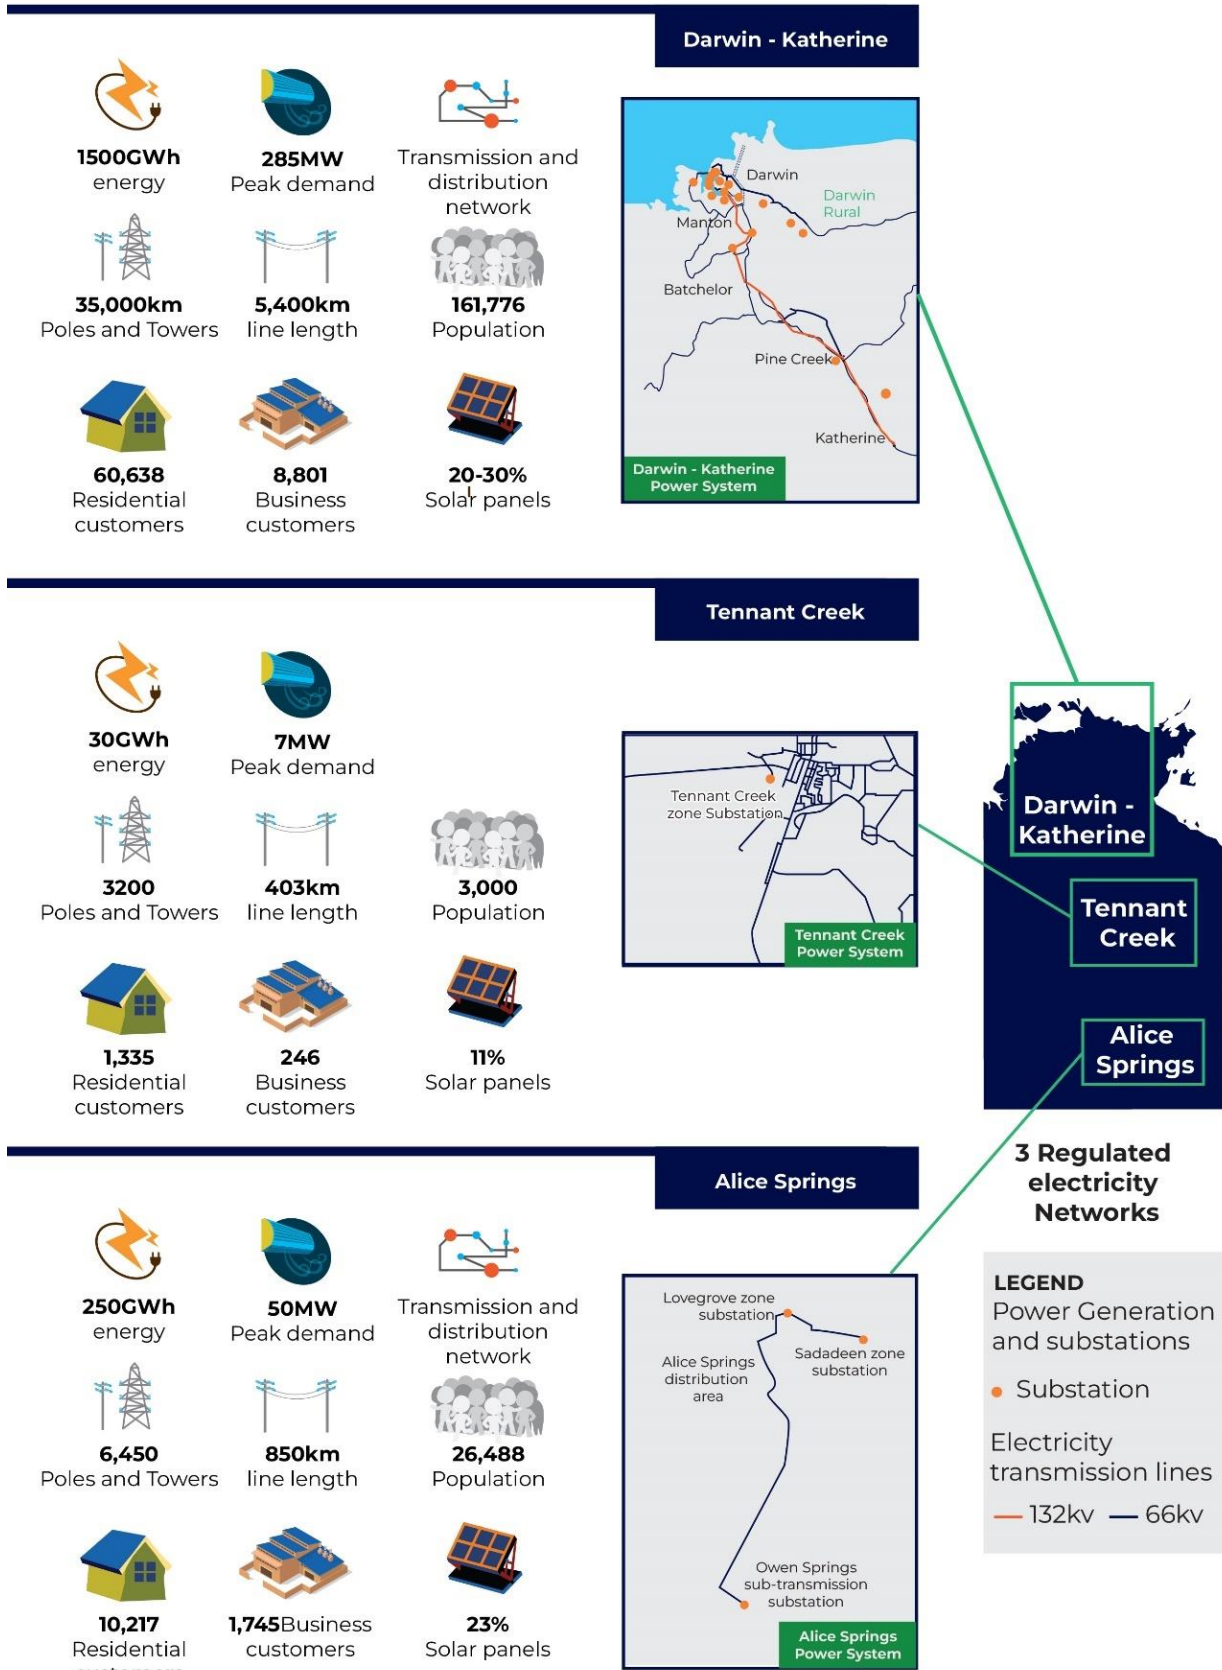 Darwin - Katherine
1500GWh
energy
285MW
Peak demand
Transmission and
distribution
network
35,000km
Poles and Towers
5,400km
line length
161,776
Population
60,638
Residential
customers
8,801
Business
customers
20-30%
Solar panels
Darwin
Darwin
Rural
Manton
Batchelor
Pine Creek
Katherine
Darwin - Katherine
Power System
Tennant Creek
30GWh
energy
7MW
Peak demand
3200
Poles and Towers
403km
line length
3,000
Population
1,335
Residential
customers
246
Business
customers
11%
Solar panels
Tennant Creek
zone Substation
Tennant Creek
Power System
Darwin -
Katherine
Tennant
Creek
Alice
Springs
3 Regulated
electricity
Networks
Alice Springs
250GWh
energy
50MW
Peak demand
Transmission and
distribution
network
6,450
Poles and Towers
850km
line length
26,488
Population
10,217
Residential
customers
1,745Business
customers
23%
Solar panels
Lovegrove zone
substation
Sadadeen zone
substation
Alice Springs
distribution
area
Owen Springs
sub-transmission
substation
Alice Springs
Power System
LEGEND
Power Generation
and substations
Substation
Electricity
transmission lines
132kv
66kv